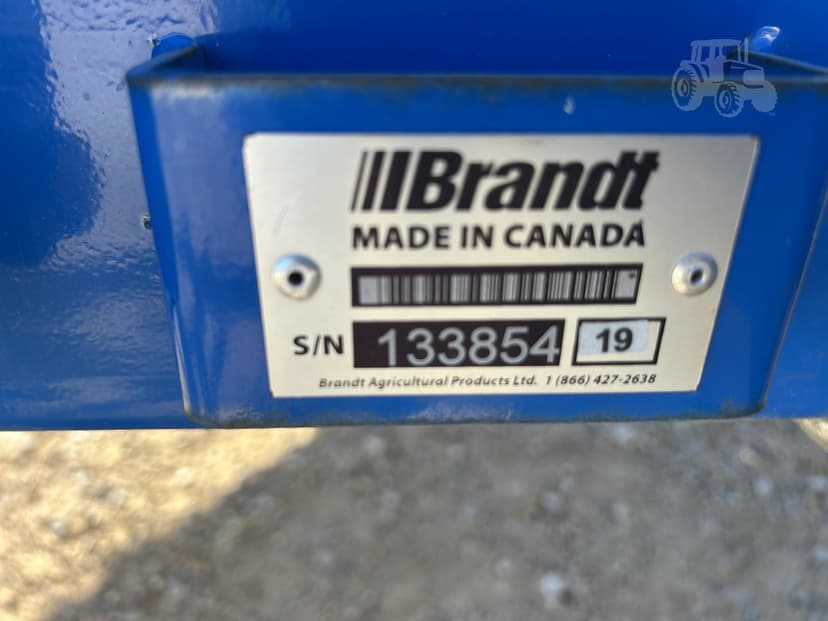 Brandt
MADE IN CANADA
S/N 133854 19
Brandt Agricultural Products Ltd. 1 (866) 427-2638